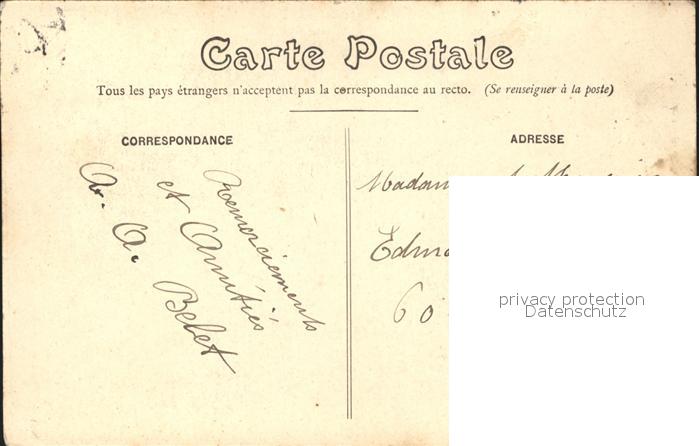 Carte Postale
Tous les pays étrangers n'acceptent pas la correspondance au recto. (Se renseigner à la poste)
CORRESPONDANCE
ADRESSE
Remerciements
et Amitiés
A. Belet
Madam
Edmo
60
privacy protection
Datenschutz